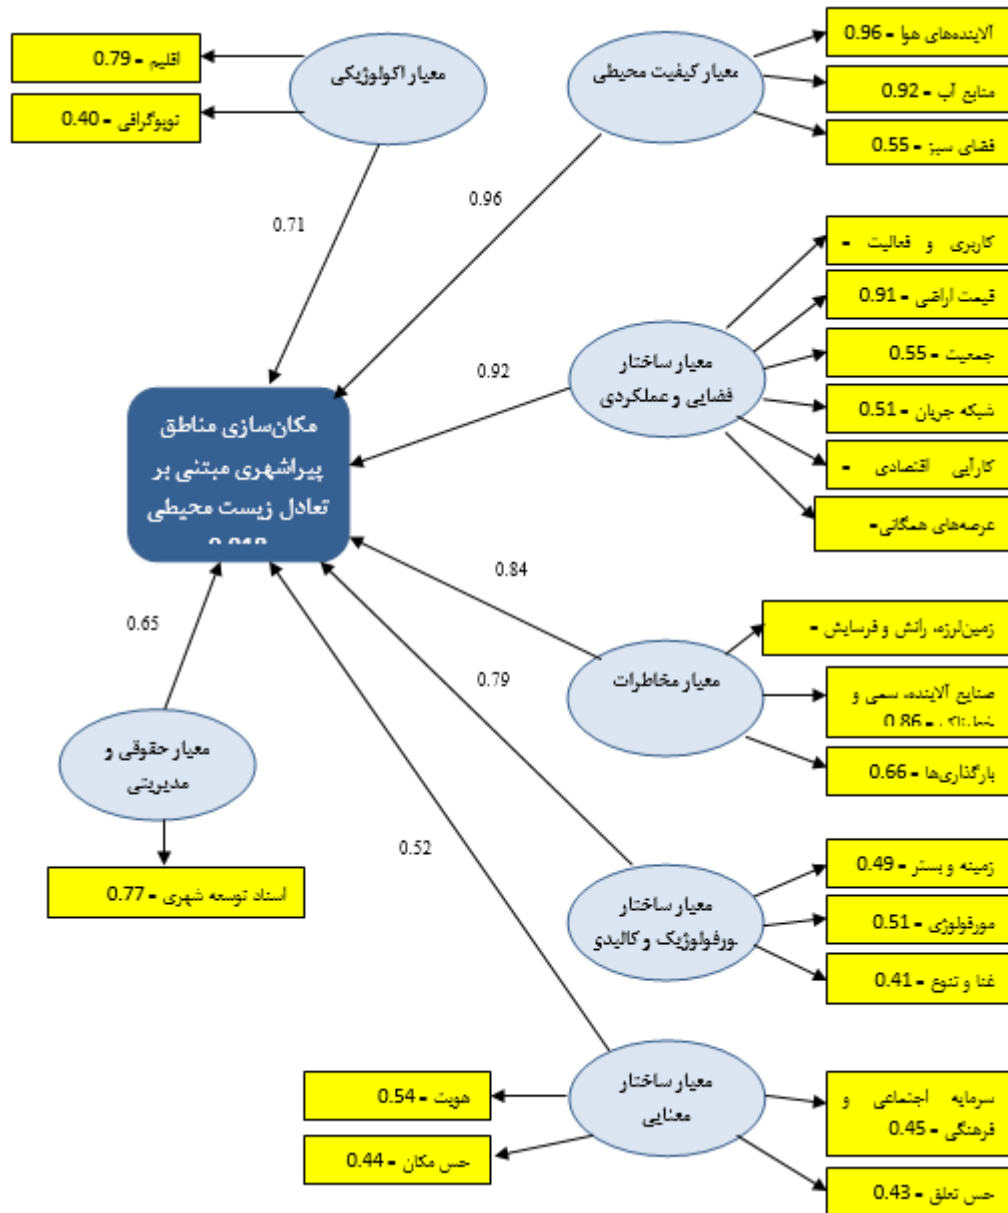 آلاینده‌های هوا - 0.96
معیار کیفیت محیطی
منابع آب - 0.92
فضای سبز - 0.55
0.96
معیار اکولوژیکی
اقلیم - 0.79
توپوگرافی - 0.40
0.71
کاربری و فعالیت -
قیمت اراضی - 0.91
معیار ساختار
فضایی و عملکردی
جمعیت - 0.55
شبکه جریان - 0.51
کارآیی اقتصادی -
عرصه‌های همگانی-
0.92
مکان‌سازی مناطق
پیراشهری مبتنی بر
تعادل زیست محیطی
زمین‌لرزه، رانش و فرسایش -
معیار مخاطرات
صنایع آلاینده، سمی و
0.86
بارگذاری‌ها - 0.66
0.84
0.65
معیار حقوقی و
مدیریتی
اسناد توسعه شهری - 0.77
0.79
زمینه و بستر - 0.49
معیار ساختار
مورفولوژیک و کالبدی
مورفولوژی - 0.51
غنا و تنوع - 0.41
0.52
معیار ساختار
معنایی
سرمایه اجتماعی و
فرهنگی - 0.45
حس تعلق - 0.43
هویت - 0.54
حس مکان - 0.44